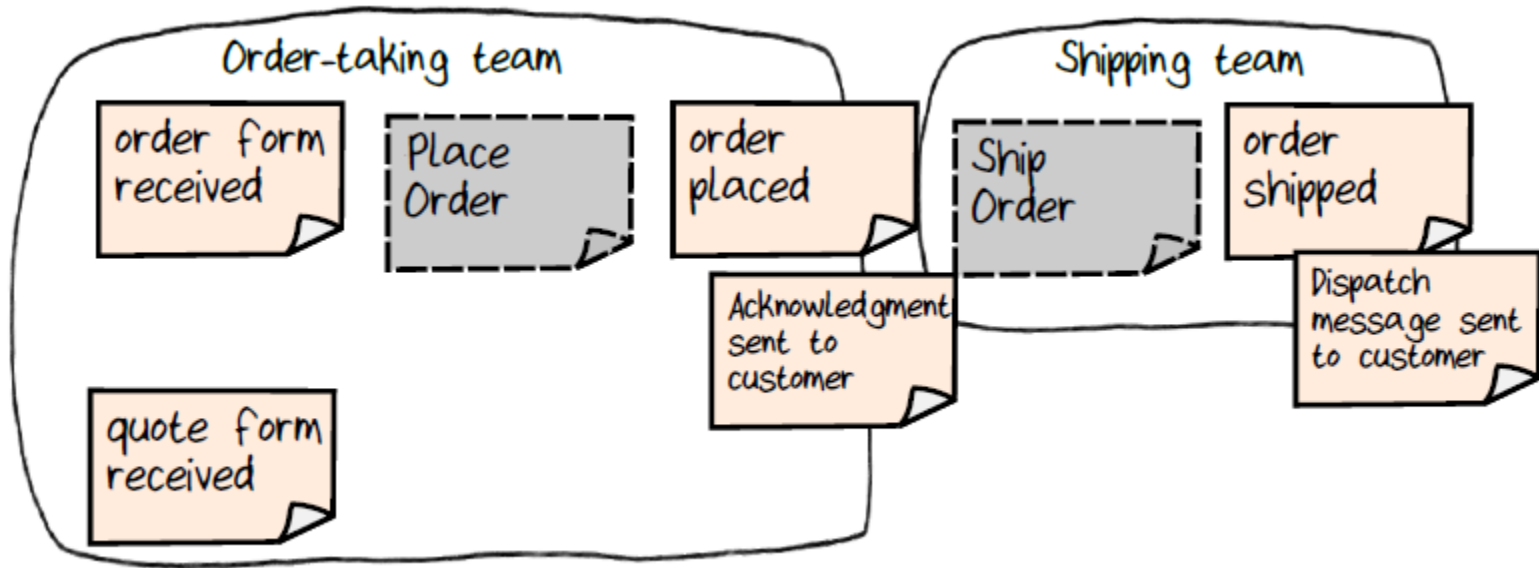 Order-taking team
order form
received
Place
Order
order
placed
Acknowledgment
sent to
customer
quote form
received
Shipping team
Ship
Order
order
shipped
Dispatch
message sent
to customer